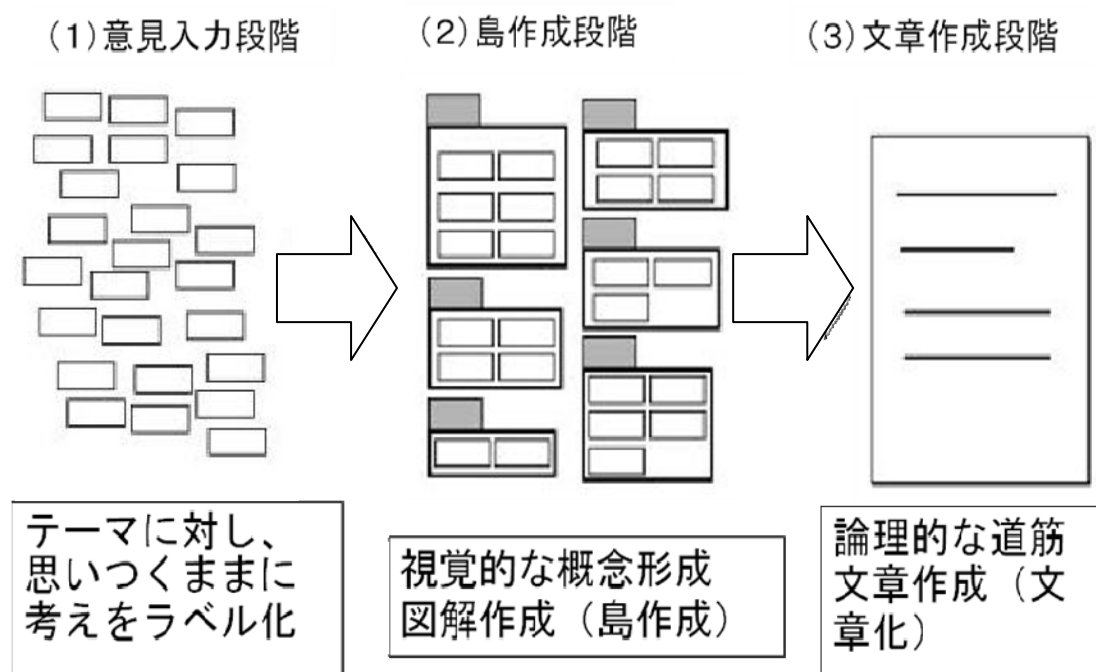 (1)意見入力段階
(2)島作成段階
(3)文章作成段階
テーマに対し、
思いつくままに
考えをラベル化
視覚的な概念形成
図解作成（島作成）
論理的な道筋
文章作成（文
章化）